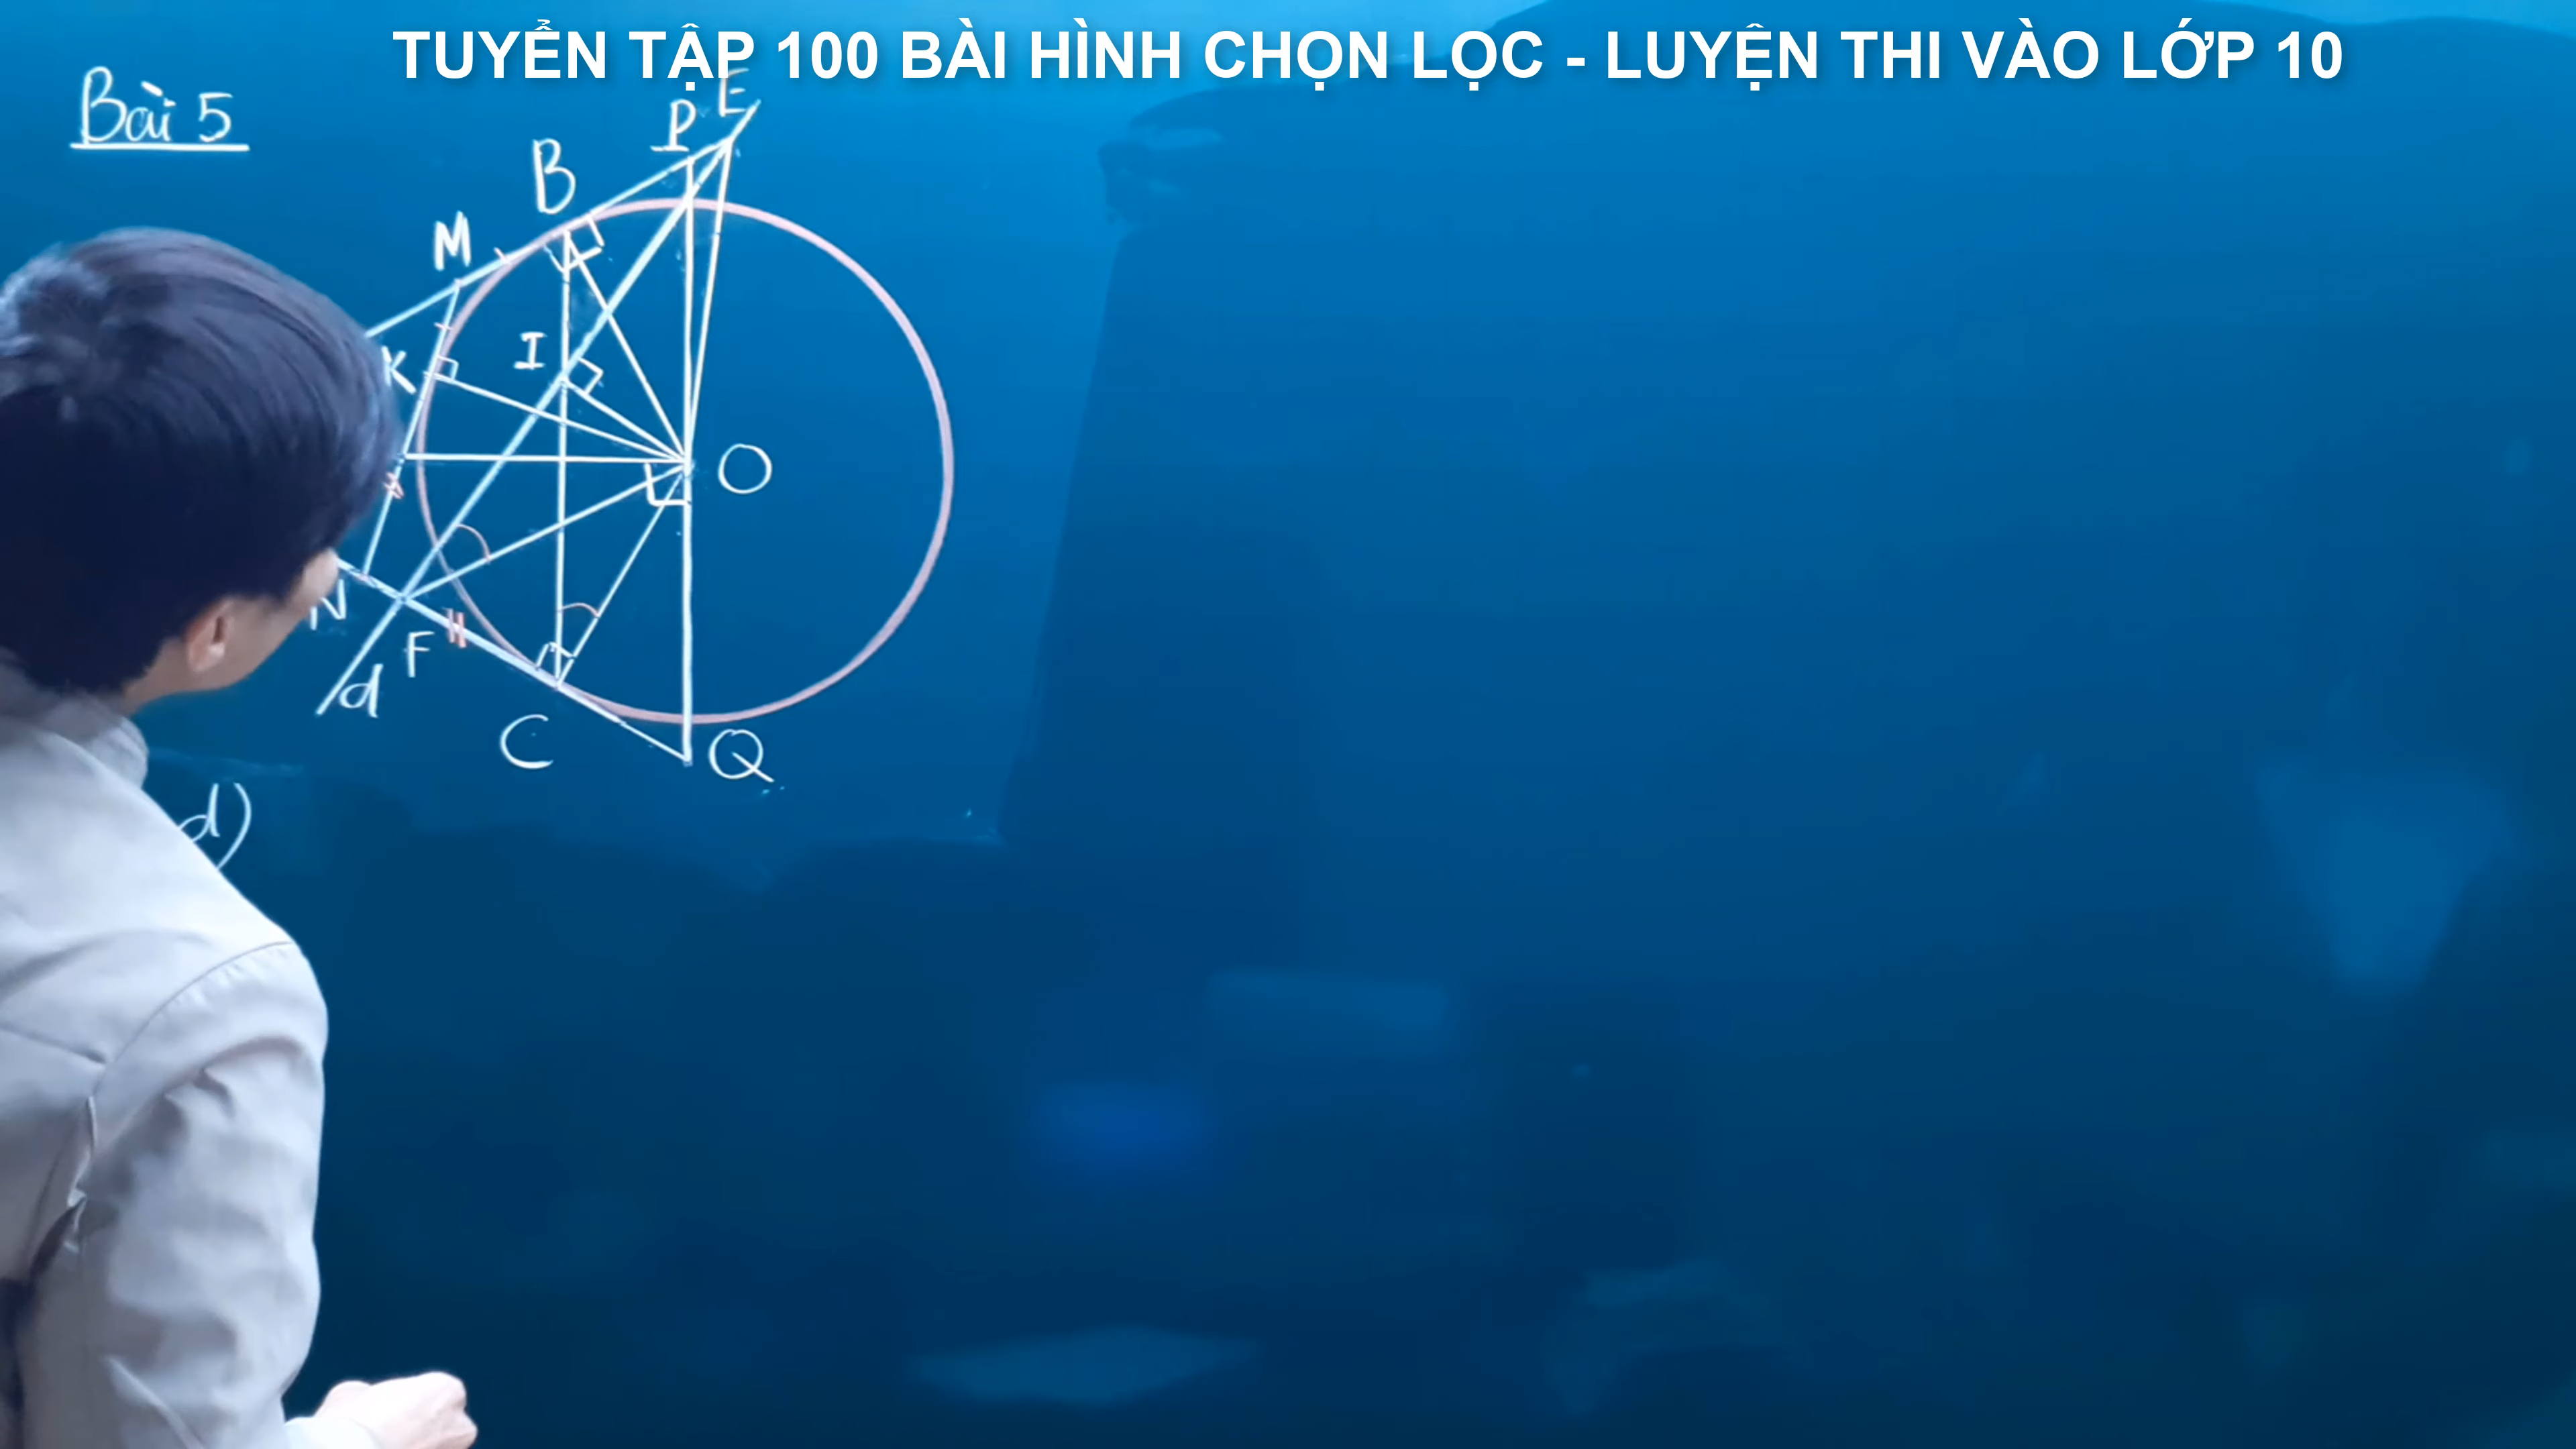 TUYỂN TẬP 100 BÀI HÌNH CHỌN LỌC - LUYỆN THI VÀO LỚP 10
Bài 5
E
P
B
M
K
I
O
N
F
d
C
Q
d)